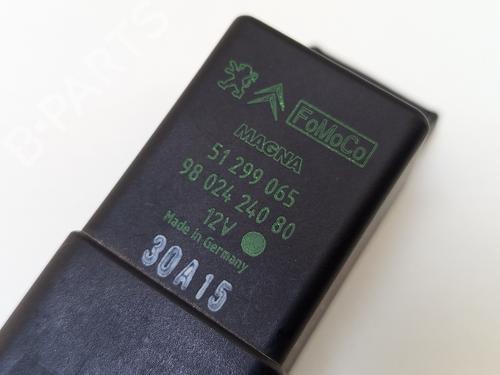 FoMoCo
MAGNA
51 299 065
98 024 240 80
12V
Made in Germany
30A15
B-PARTS